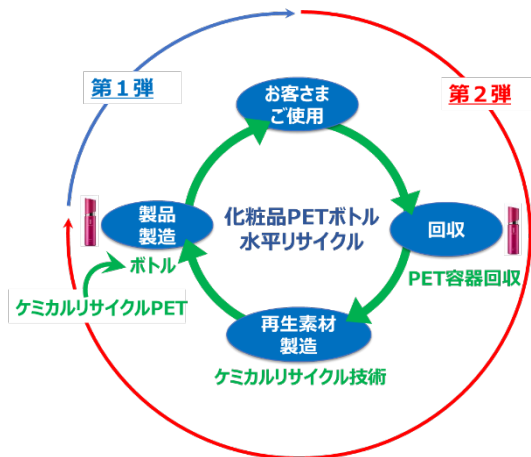 第１弾
お客さま
ご使用
第２弾
製品
製造
化粧品PETボトル
水平リサイクル
回収
ボトル
PET容器回収
ケミカルリサイクルPET
再生素材
製造
ケミカルリサイクル技術